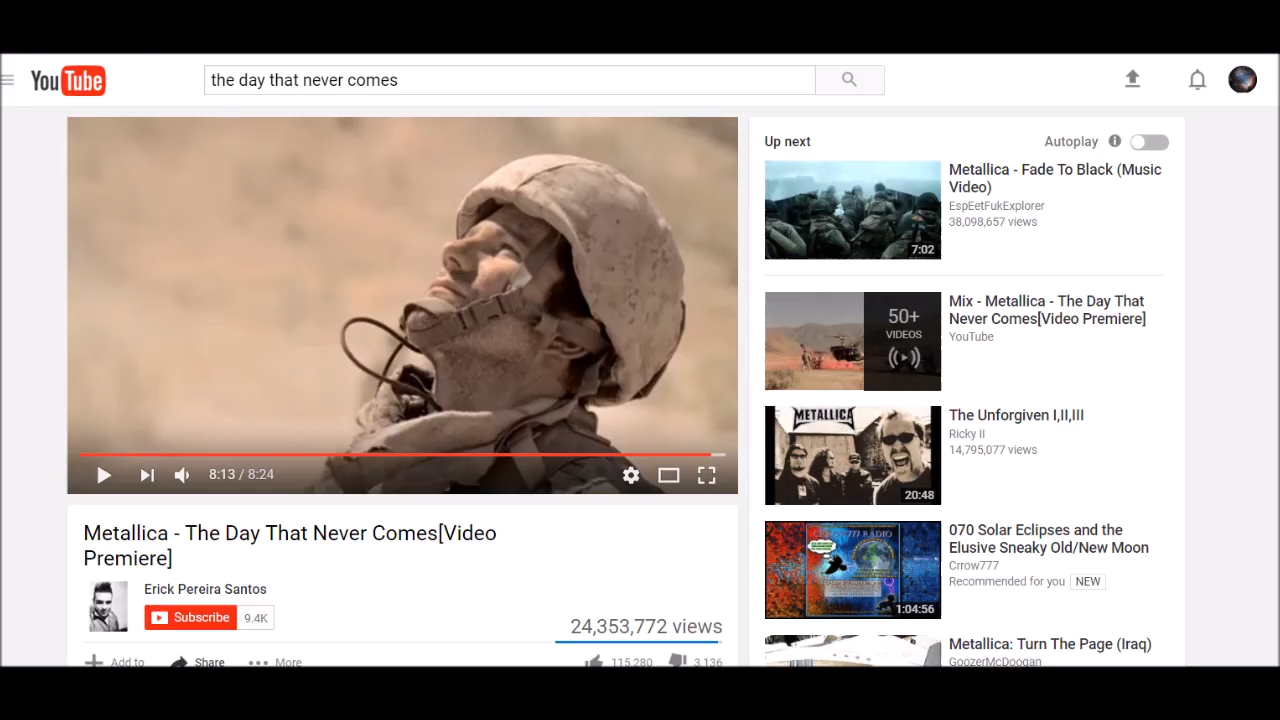 YouTube
the day that never comes
8:13 / 8:24
Metallica - The Day That Never Comes[Video
Premiere]
Erick Pereira Santos
Subscribe
9.4K
24,353,772 views
Add to
Share
More
115,280
3,136
Up next
Autoplay
7:02
Metallica - Fade To Black (Music
Video)
EspEetFukExplorer
38,098,657 views
50+
VIDEOS
Mix - Metallica - The Day That
Never Comes[Video Premiere]
YouTube
METALLICA
20:48
The Unforgiven I,II,III
Ricky II
14,795,077 views
CRROW777 RADIO
1:04:56
070 Solar Eclipses and the
Elusive Sneaky Old/New Moon
Crrow777
Recommended for you NEW
Metallica: Turn The Page (Iraq)
GoozerMcDoogan